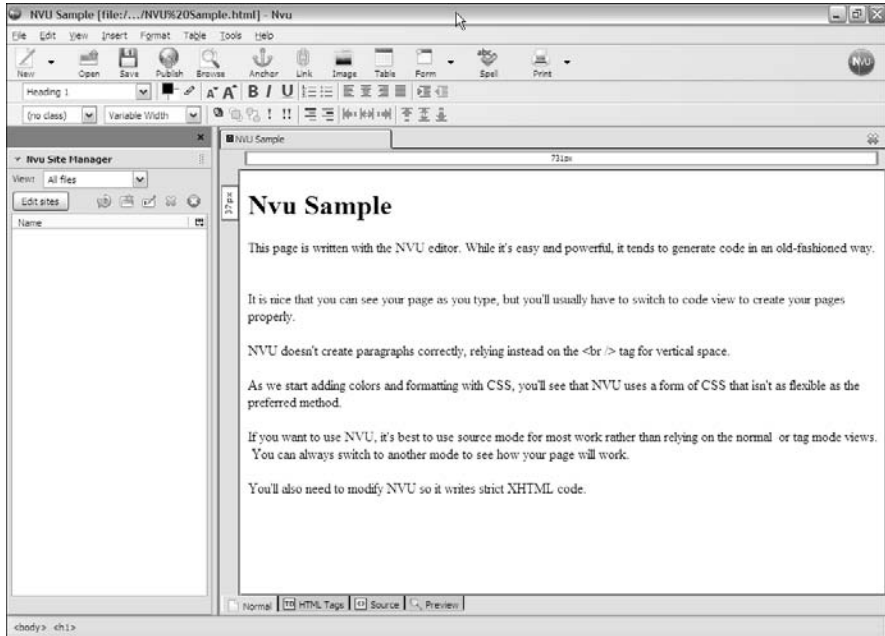 NVU Sample [file:/.../NVU%20Sample.html] - Nvu
File Edit View Insert Format Table Tools Help
New Open Save Publish Browse Anchor Link Image Table Form Spell Print
NVU
Heading 1 A A B I U
(no class) Variable Width ! !!
NVU Sample
Nvu Site Manager
731px
View: All files
Edit sites
37px
Name
Nvu Sample
This page is written with the NVU editor. While it's easy and powerful, it tends to generate code in an old-fashioned way.
It is nice that you can see your page as you type, but you'll usually have to switch to code view to create your pages
properly.
NVU doesn't create paragraphs correctly, relying instead on the <br /> tag for vertical space.
As we start adding colors and formatting with CSS, you'll see that NVU uses a form of CSS that isn't as flexible as the
preferred method.
If you want to use NVU, it's best to use source mode for most work rather than relying on the normal or tag mode views.
You can always switch to another mode to see how your page will work.
You'll also need to modify NVU so it writes strict XHTML code.
Normal HTML Tags Source Preview
<body> <h1>